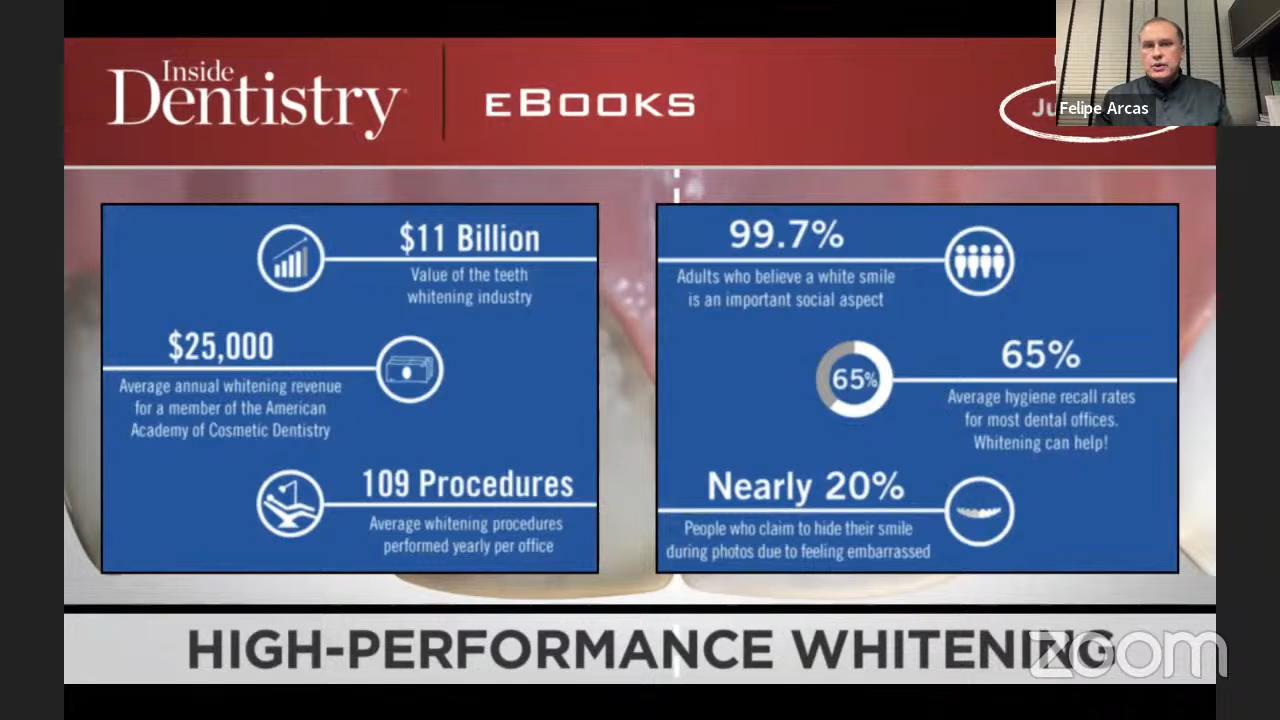 Inside
Dentistry
EBOOKS
Ju
Felipe Arcas
$11 Billion
Value of the teeth
whitening industry
$25,000
Average annual whitening revenue
for a member of the American
Academy of Cosmetic Dentistry
109 Procedures
Average whitening procedures
performed yearly per office
99.7%
Adults who believe a white smile
is an important social aspect
65%
65%
Average hygiene recall rates
for most dental offices.
Whitening can help!
Nearly 20%
People who claim to hide their smile
during photos due to feeling embarrassed
HIGH-PERFORMANCE WHITENING
zoom